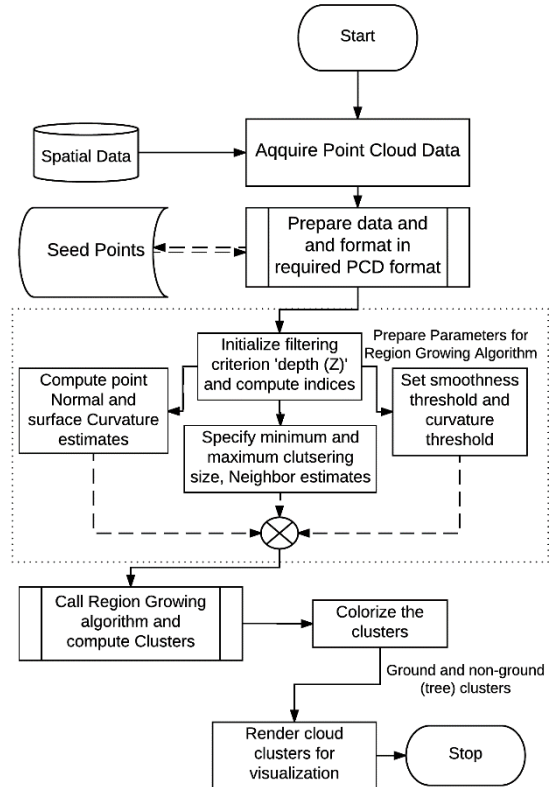 Start
Spatial Data
Aqquire Point Cloud Data
Seed Points
Prepare data and
and format in
required PCD format
Initialize filtering
criterion 'depth (Z)'
and compute indices
Prepare Parameters for
Region Growing Algorithm
Compute point
Normal and
surface Curvature
estimates
Specify minimum and
maximum clutsering
size, Neighbor estimates
Set smoothness
threshold and
curvature
threshold
Call Region Growing
algorithm and
compute Clusters
Colorize the
clusters
Ground and non-ground
(tree) clusters
Render cloud
clusters for
visualization
Stop